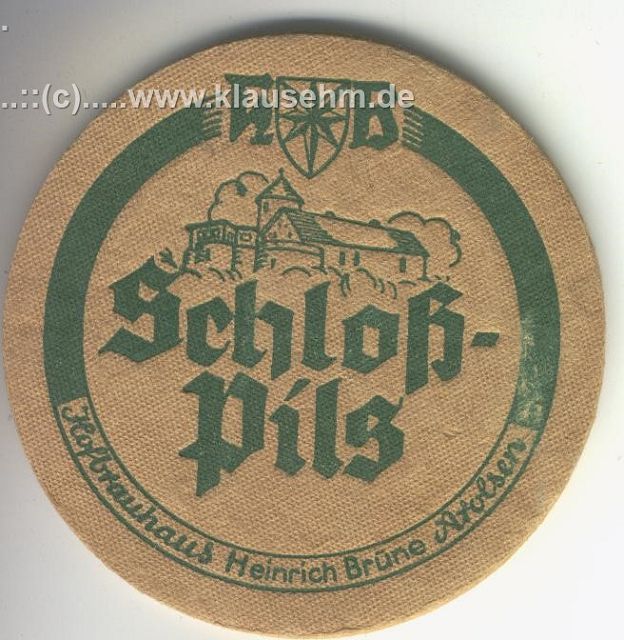 ..::(c).....www.klausehm.de
H B
Schloß-
Pils
Hofbrauhaus Heinrich Brüne Arolsen